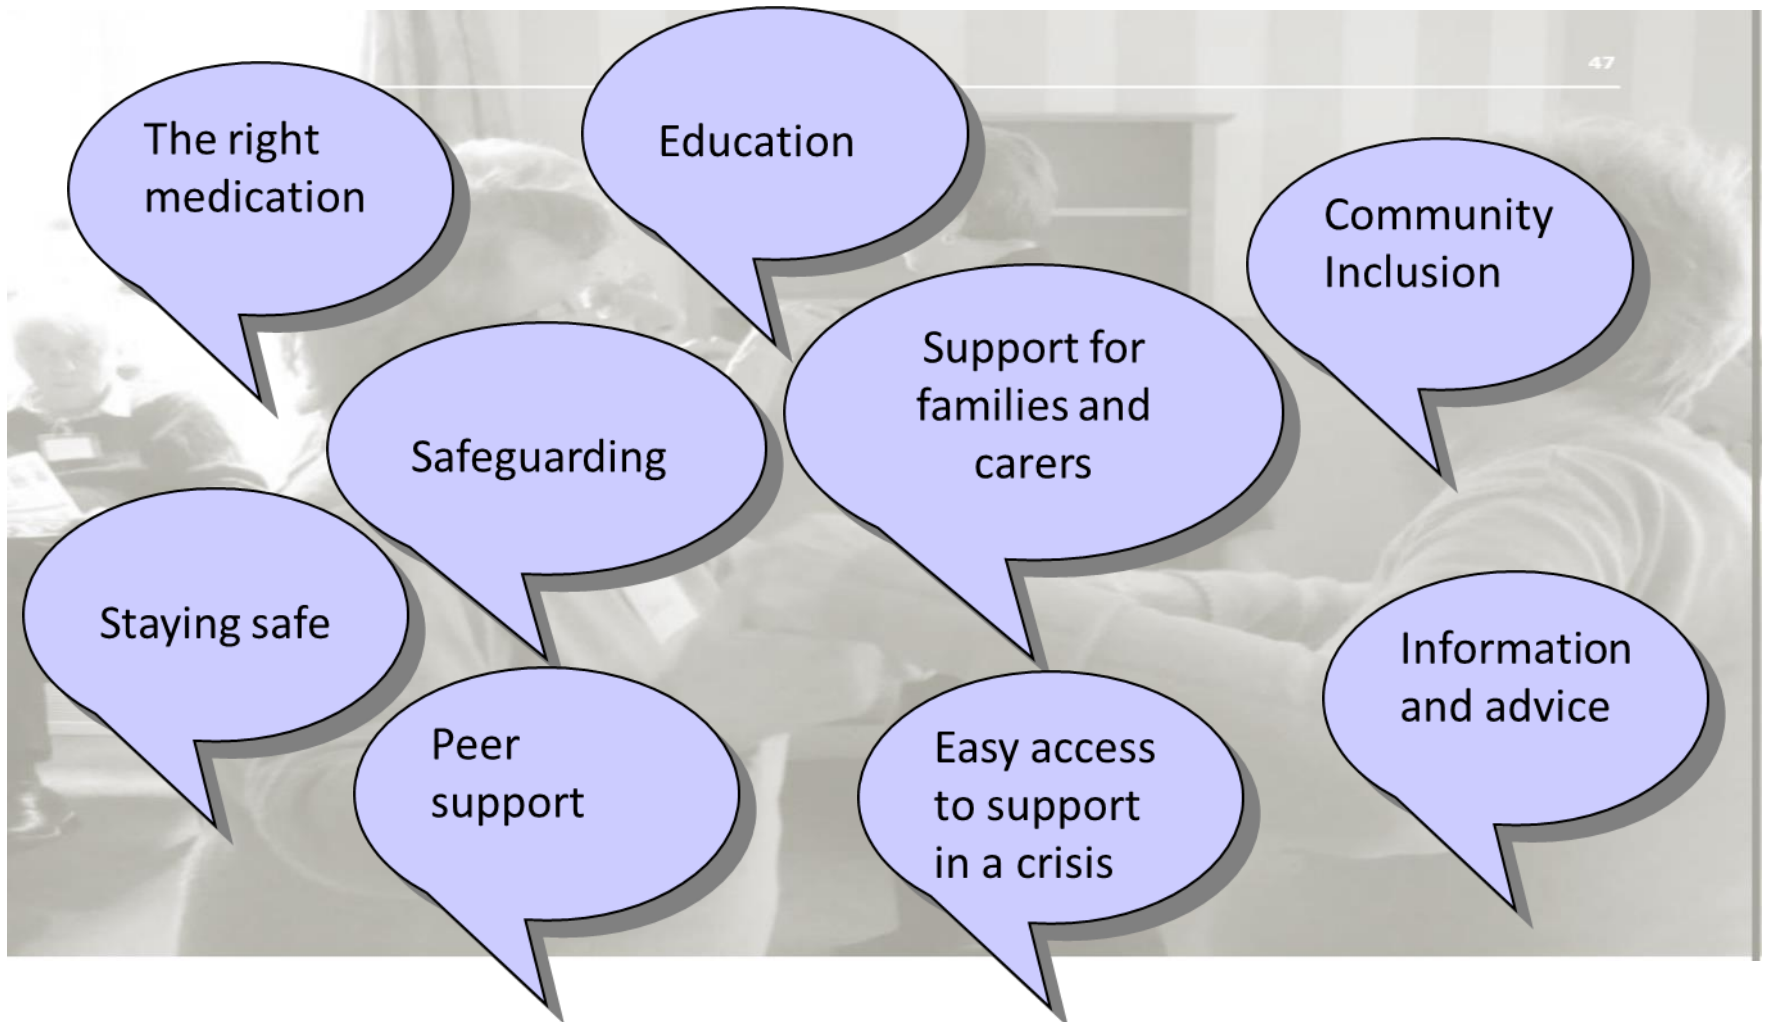 47
The right
medication
Education
Community
Inclusion
Support for
families and
carers
Safeguarding
Staying safe
Information
and advice
Peer
support
Easy access
to support
in a crisis